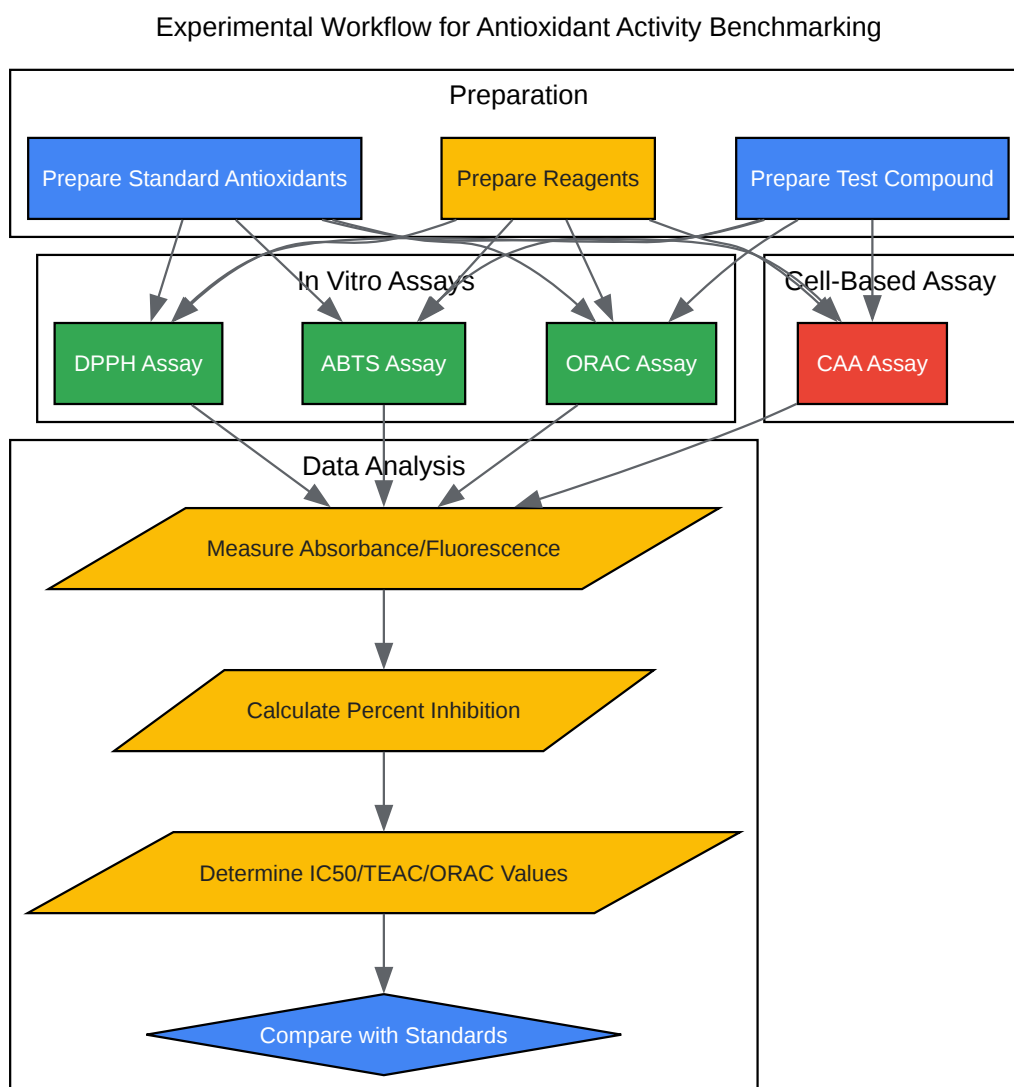 Experimental Workflow for Antioxidant Activity Benchmarking
Preparation
Prepare Standard Antioxidants
Prepare Reagents
Prepare Test Compound
In Vitro Assays
Cell-Based Assay
DPPH Assay
ABTS Assay
ORAC Assay
CAA Assay
Data Analysis
Measure Absorbance/Fluorescence
Calculate Percent Inhibition
Determine IC50/TEAC/ORAC Values
Compare with Standards